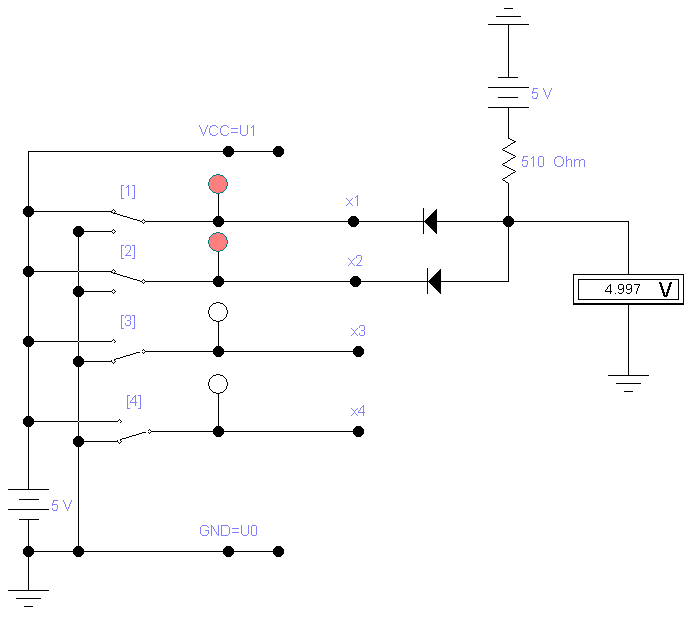 5 V
VCC=U1
510 Ohm
[1]
x1
[2]
x2
4.997 V
[3]
x3
[4]
x4
5 V
GND=U0